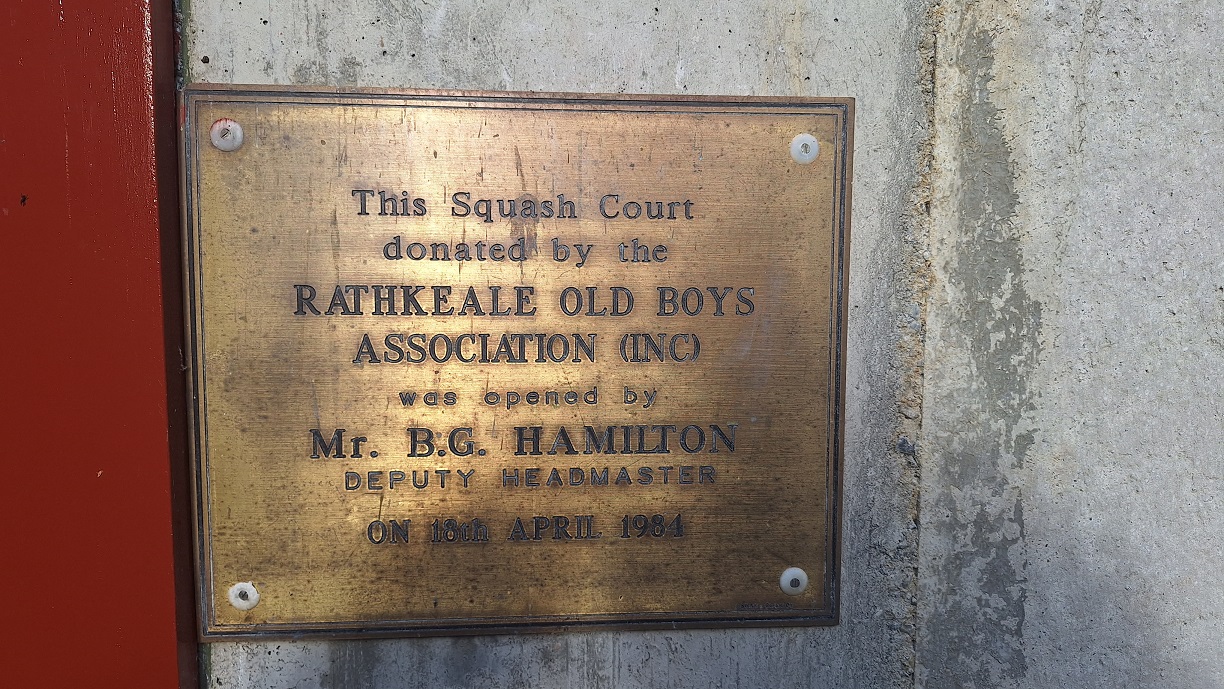 This Squash Court
donated by the
RATHKEALE OLD BOYS
ASSOCIATION (INC)
was opened by
Mr. B.G. HAMILTON
DEPUTY HEADMASTER
ON 18th APRIL 1984